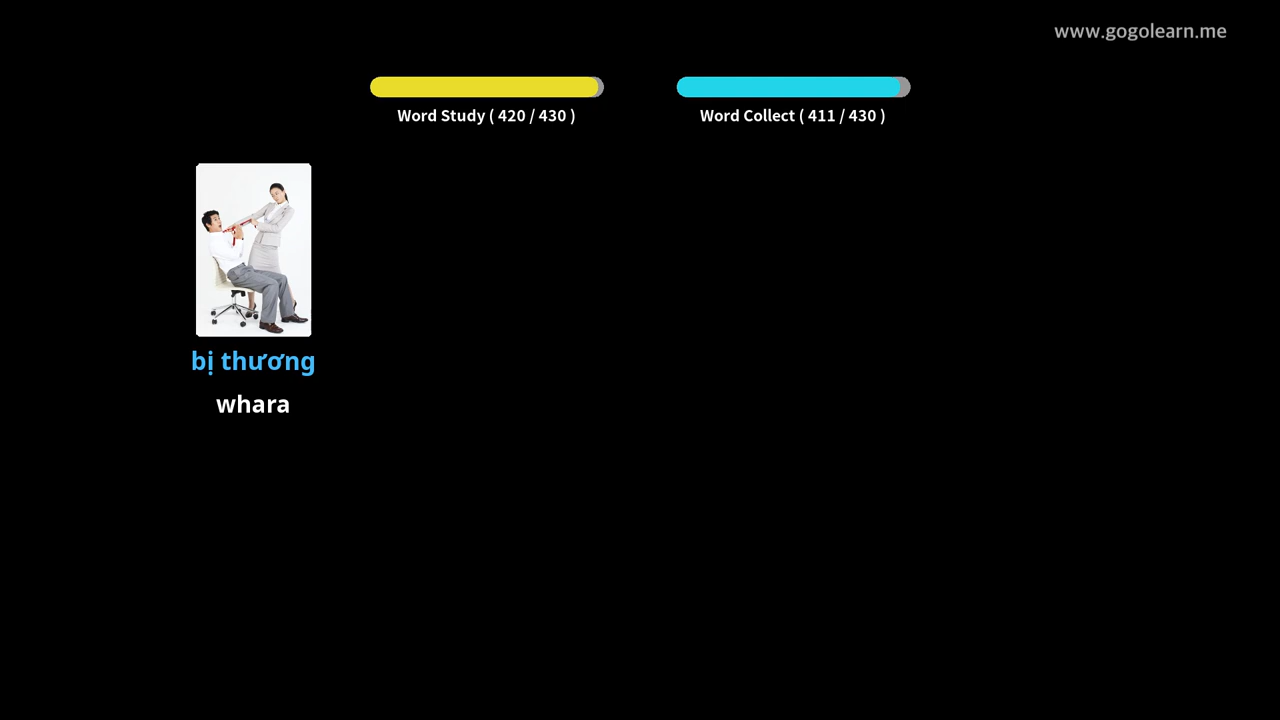 www.gogolearn.me
Word Study ( 420 / 430 )
Word Collect ( 411 / 430 )
bị thương
whara